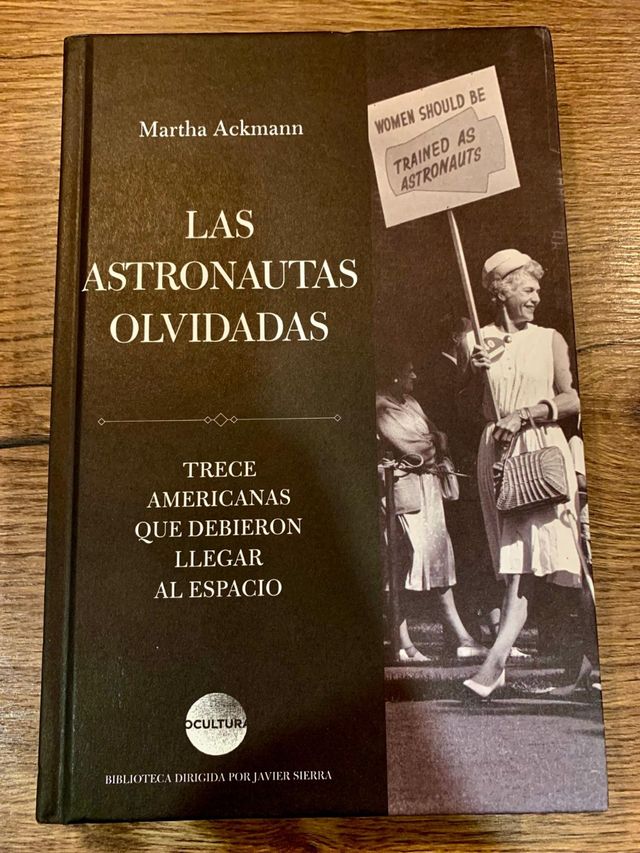 Martha Ackmann
LAS
ASTRONAUTAS
OLVIDADAS
TRECE
AMERICANAS
QUE DEBIERON
LLEGAR
AL ESPACIO
OCULTURA
BIBLIOTECA DIRIGIDA POR JAVIER SIERRA
WOMEN SHOULD BE
TRAINED AS
ASTRONAUTS